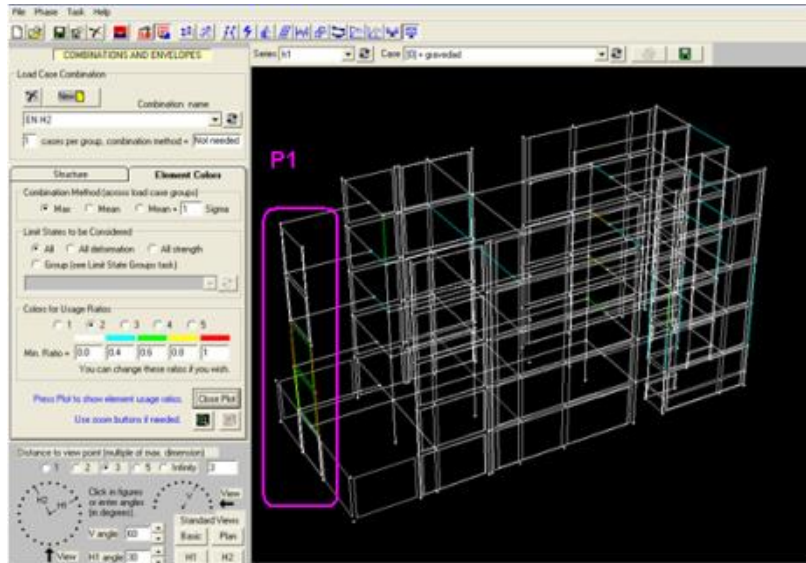 File Phase Task Help
COMBINATIONS AND ENVELOPES
Series h1 Case [0] + gravedad
Load Case Combination
New
Combination name
EN H2
1 cases per group, combination method = Not needed
P1
Structure Element Colors
Combination Method (across load case groups)
Max Mean Mean + 1 Sigma
Limit States to be Considered
All All deformation All strength
Group (see Limit State Groups task)
Colors for Usage Ratios
1 2 3 4 5
Min. Ratio = 0.0 0.4 0.6 0.8 1
You can change these ratios if you wish.
Press Plot to show element usage ratios. Close Plot
Use zoom buttons if needed.
Distance to view point (multiple of max. dimension)
1 2 3 5 Infinity 3
H2 H1
Click in figures
or enter angles
(in degrees).
V
View
V angle 60
Standard Views
Basic Plan
View H1 angle 30
H1 H2